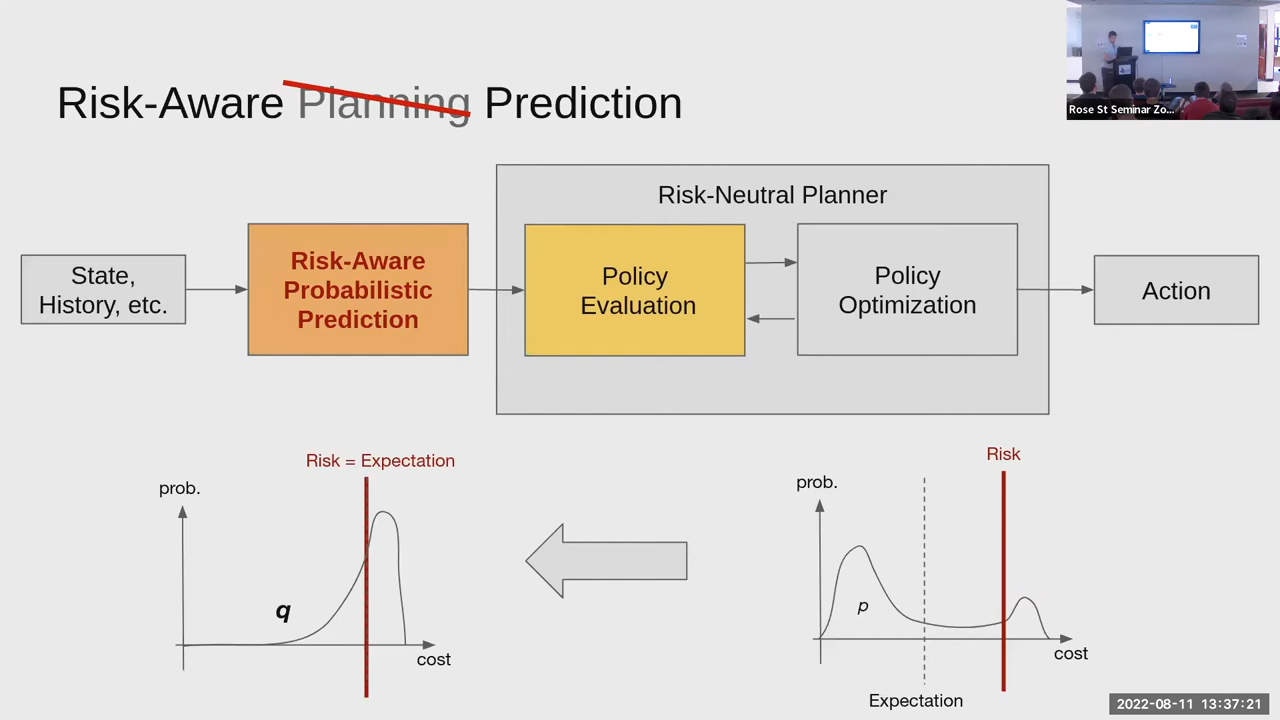 Rose St Seminar Zo...
Risk-Aware Planning Prediction
Risk-Neutral Planner
State,
History, etc.
Risk-Aware
Probabilistic
Prediction
Policy
Evaluation
Policy
Optimization
Action
Risk = Expectation
prob.
q
cost
Risk
prob.
p
cost
Expectation
2022-08-11 13:37:21